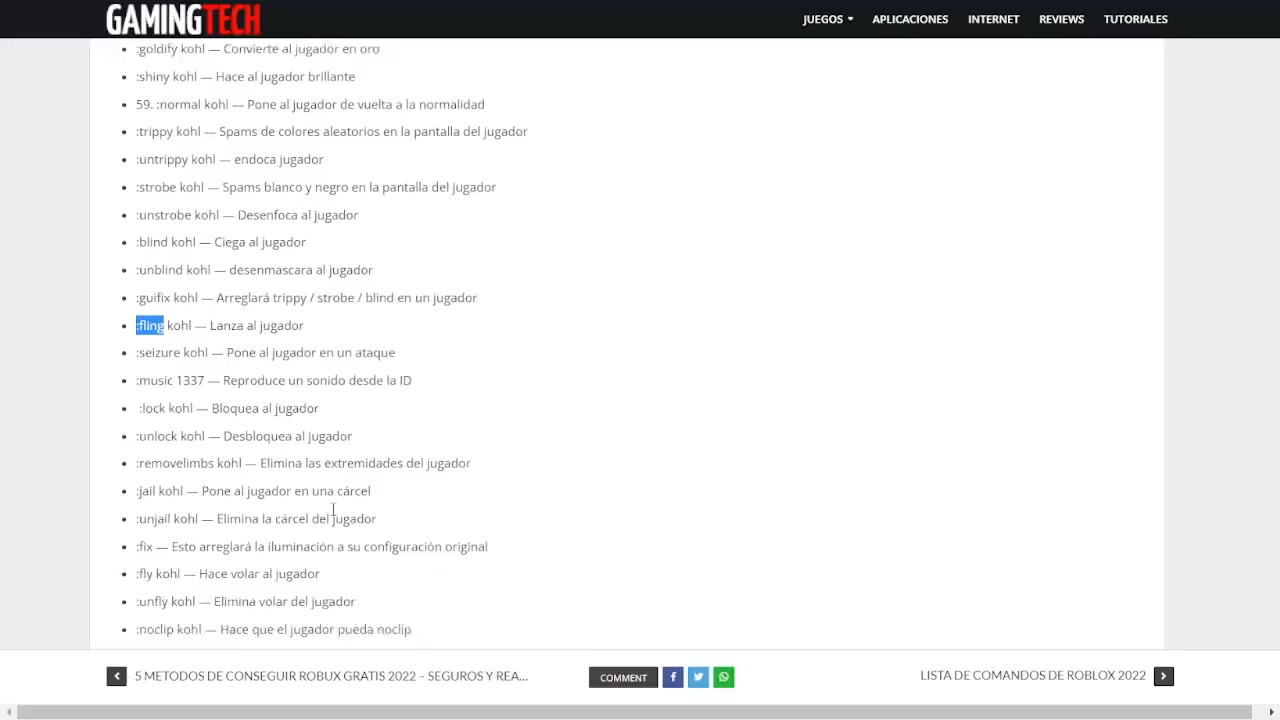 GAMINGTECH
JUEGOS APLICACIONES INTERNET REVIEWS TUTORIALES
:goldify kohl — Convierte al jugador en oro
:shiny kohl — Hace al jugador brillante
59. :normal kohl — Pone al jugador de vuelta a la normalidad
:trippy kohl — Spams de colores aleatorios en la pantalla del jugador
:untrippy kohl — endoca jugador
:strobe kohl — Spams blanco y negro en la pantalla del jugador
:unstrobe kohl — Desenfoca al jugador
:blind kohl — Ciega al jugador
:unblind kohl — desenmascara al jugador
:guifix kohl — Arreglará trippy / strobe / blind en un jugador
:fling kohl — Lanza al jugador
:seizure kohl — Pone al jugador en un ataque
:music 1337 — Reproduce un sonido desde la ID
:lock kohl — Bloquea al jugador
:unlock kohl — Desbloquea al jugador
:removelimbs kohl — Elimina las extremidades del jugador
:jail kohl — Pone al jugador en una cárcel
:unjail kohl — Elimina la cárcel del jugador
:fix — Esto arreglará la iluminación a su configuración original
:fly kohl — Hace volar al jugador
:unfly kohl — Elimina volar del jugador
:noclip kohl — Hace que el jugador pueda noclip
5 METODOS DE CONSEGUIR ROBUX GRATIS 2022 – SEGUROS Y REA... COMMENT LISTA DE COMANDOS DE ROBLOX 2022